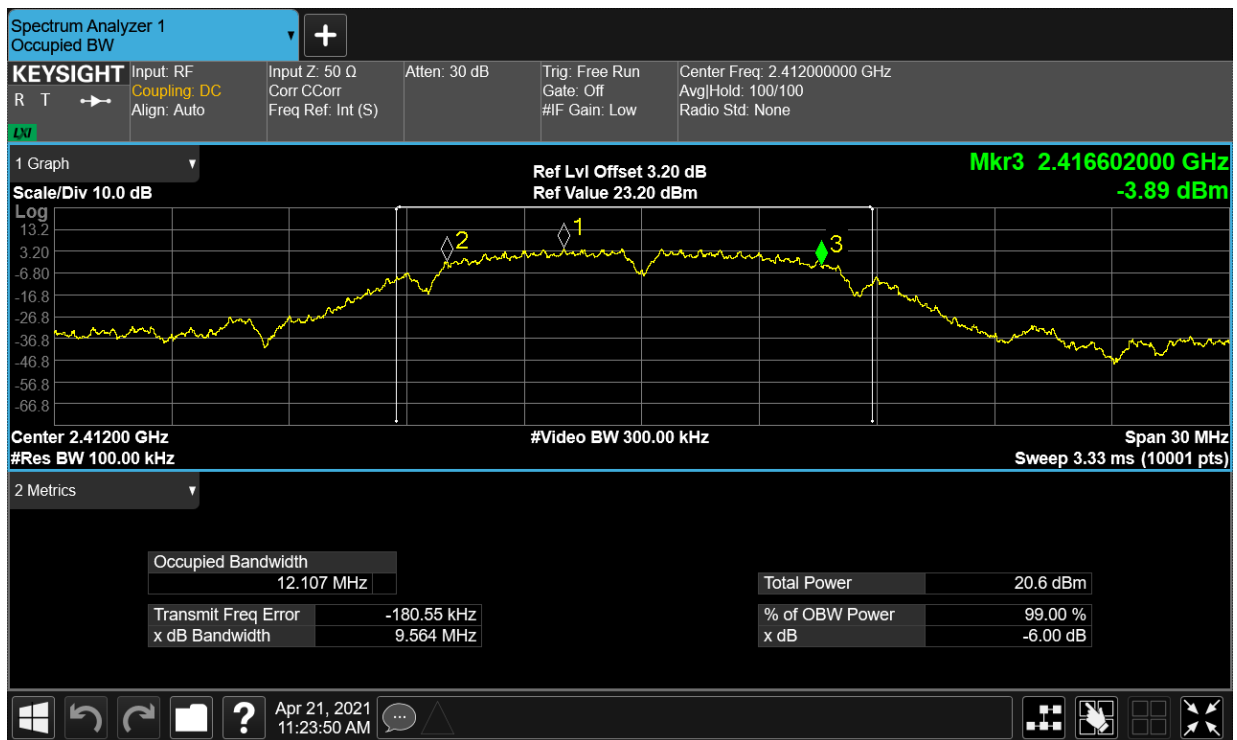 Spectrum Analyzer 1
Occupied BW
KEYSIGHT
R T
LXI
Input: RF
Coupling: DC
Align: Auto
Input Z: 50 Ω
Corr CCorr
Freq Ref: Int (S)
Atten: 30 dB
Trig: Free Run
Gate: Off
#IF Gain: Low
Center Freq: 2.412000000 GHz
Avg|Hold: 100/100
Radio Std: None
1 Graph
Scale/Div 10.0 dB
Ref Lvl Offset 3.20 dB
Ref Value 23.20 dBm
Mkr3 2.416602000 GHz
-3.89 dBm
Log
13.2
3.20
-6.80
-16.8
-26.8
-36.8
-46.8
-56.8
-66.8
2
1
3
Center 2.41200 GHz
#Res BW 100.00 kHz
#Video BW 300.00 kHz
Span 30 MHz
Sweep 3.33 ms (10001 pts)
2 Metrics
Occupied Bandwidth
12.107 MHz
Transmit Freq Error -180.55 kHz
x dB Bandwidth 9.564 MHz
Total Power 20.6 dBm
% of OBW Power 99.00 %
x dB -6.00 dB
?
Apr 21, 2021
11:23:50 AM